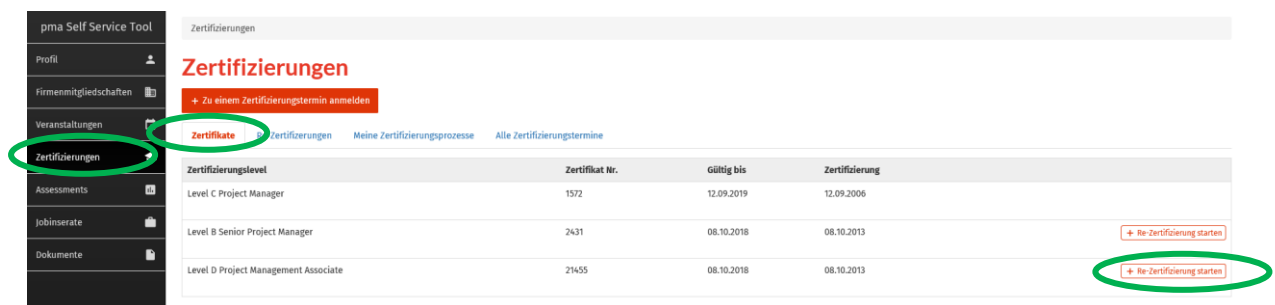 pma Self Service Tool
Profil
Firmenmitgliedschaften
Veranstaltungen
Zertifizierungen
Assessments
Jobinserate
Dokumente
Zertifizierungen
Zertifizierungen
+ Zu einem Zertifizierungstermin anmelden
Zertifikate Re-Zertifizerungen Meine Zertifizierungsprozesse Alle Zertifizierungstermine
Zertifizierungslevel Zertifikat Nr. Gültig bis Zertifizierung
Level C Project Manager 1572 12.09.2019 12.09.2006
Level B Senior Project Manager 2431 08.10.2018 08.10.2013 + Re-Zertifizierung starten
Level D Project Management Associate 21455 08.10.2018 08.10.2013 + Re-Zertifizierung starten